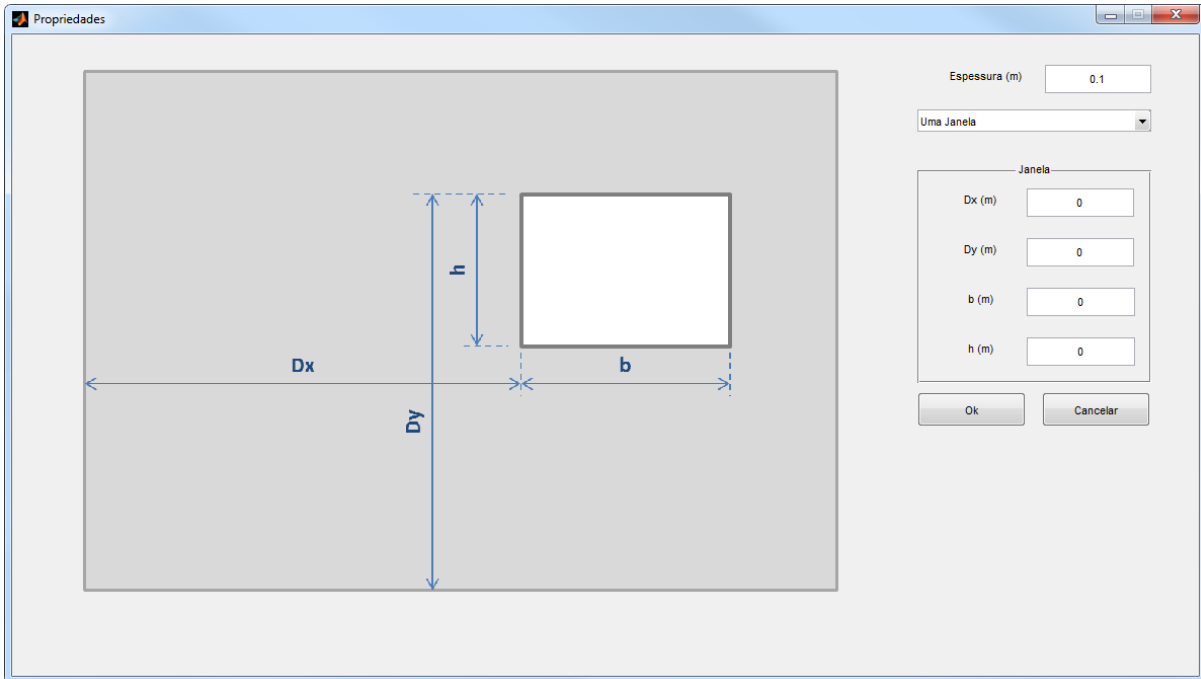 Propriedades
Espessura (m)
0.1
Uma Janela
Janela
Dx (m)
0
Dy (m)
0
b (m)
0
h (m)
0
Ok
Cancelar
h
Dx
b
Dy